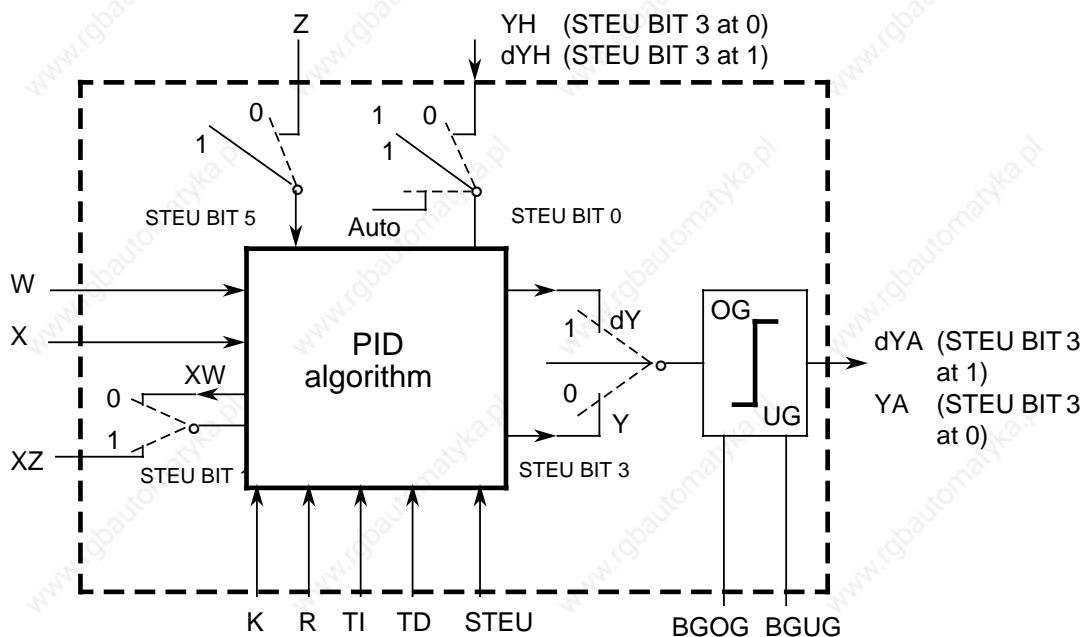 Z
YH (STEU BIT 3 at 0)
dYH (STEU BIT 3 at 1)
0
1
1
0
1
STEU BIT 5
Auto
STEU BIT 0
W
X
XW
0
1
XZ
STEU BIT
PID
algorithm
1
dY
0
Y
STEU BIT 3
OG
UG
dYA (STEU BIT 3
at 1)
YA (STEU BIT 3
at 0)
K R TI TD STEU
BGOG BGUG
www.rgbautomatyka.pl